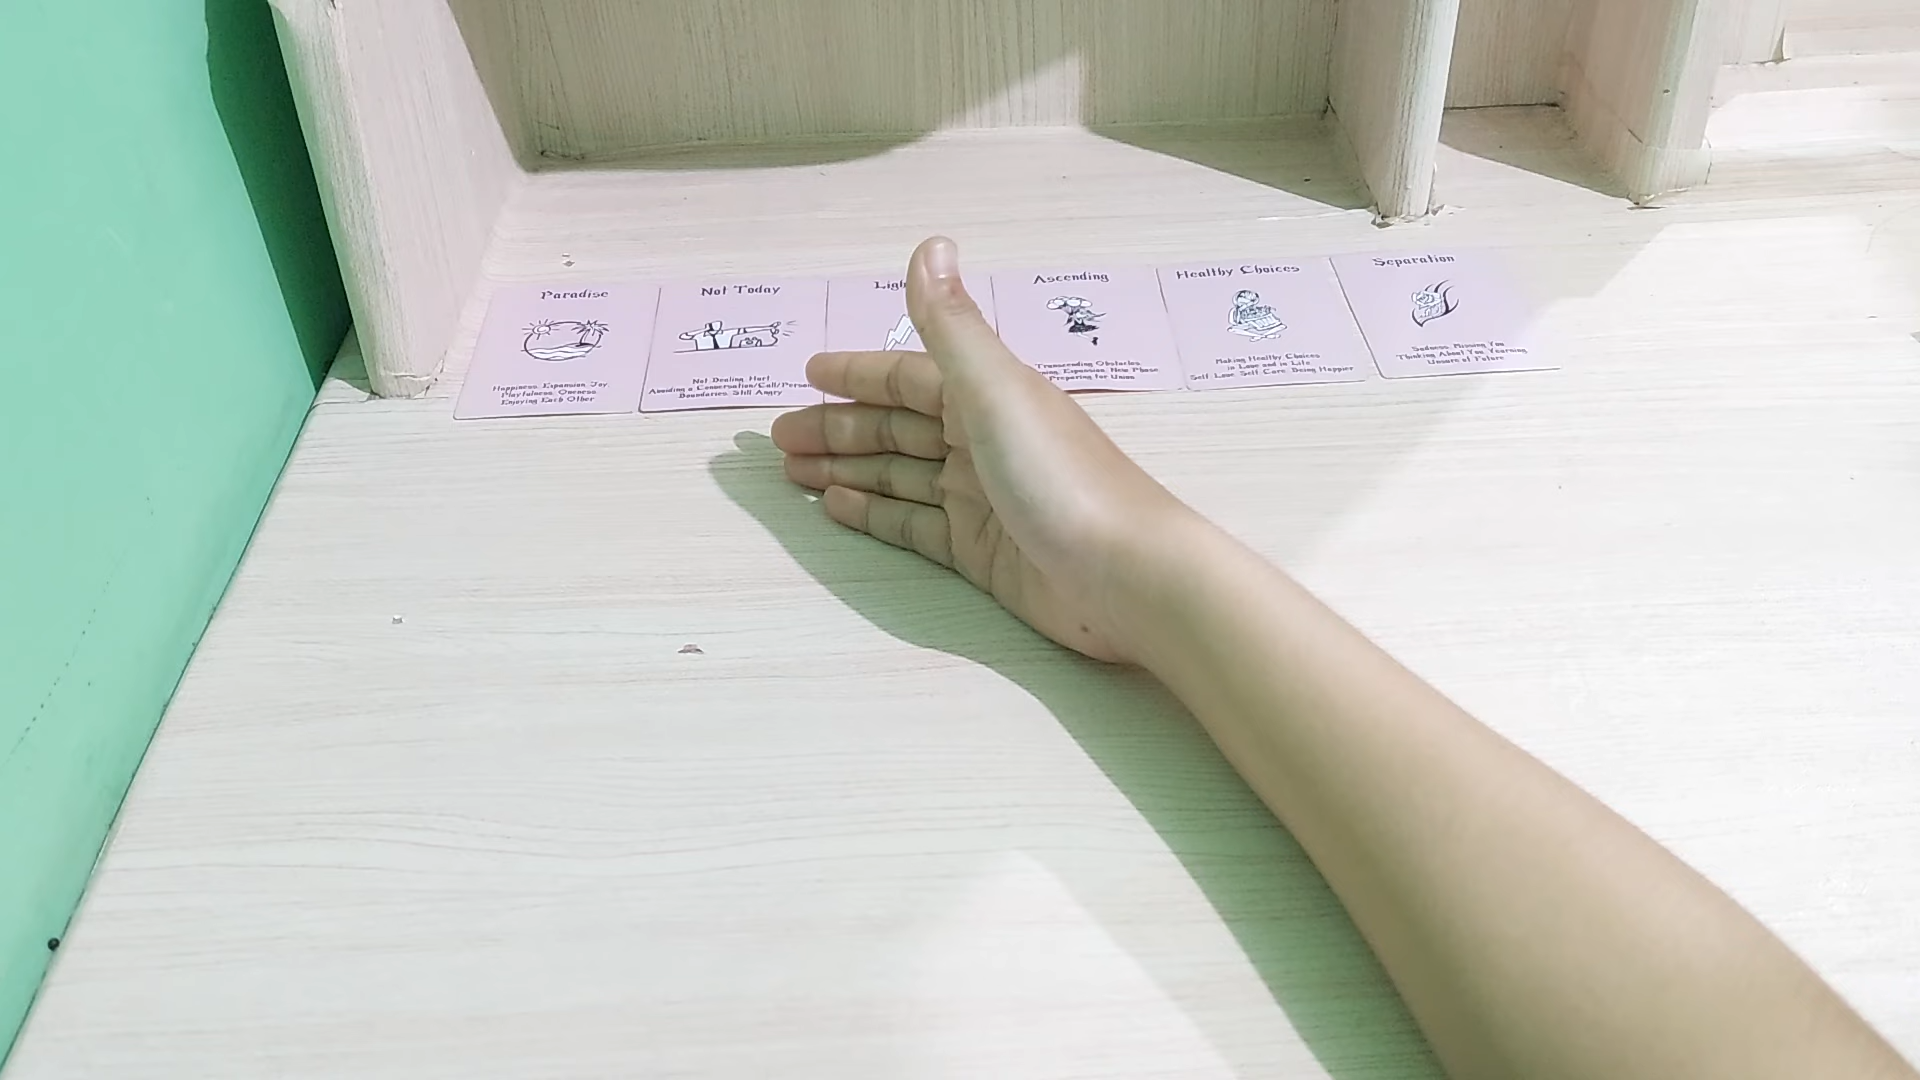 Paradise
Happiness Expansion Joy
Playfulness Oneness
Enjoying Each Other
Not Today
Not Dealing Hurt
Avoiding a Conversation/Call/Person
Boundaries Still Angry
Ascending
Transcending Obstacles
Expansion New Phase
Preparing for Union
Healthy Choices
Making Healthy Choices
in Love and in Life
Self Love Self Care Being Happier
Separation
Sadness Missing You
Thinking About You Yearning
Unsure of Future